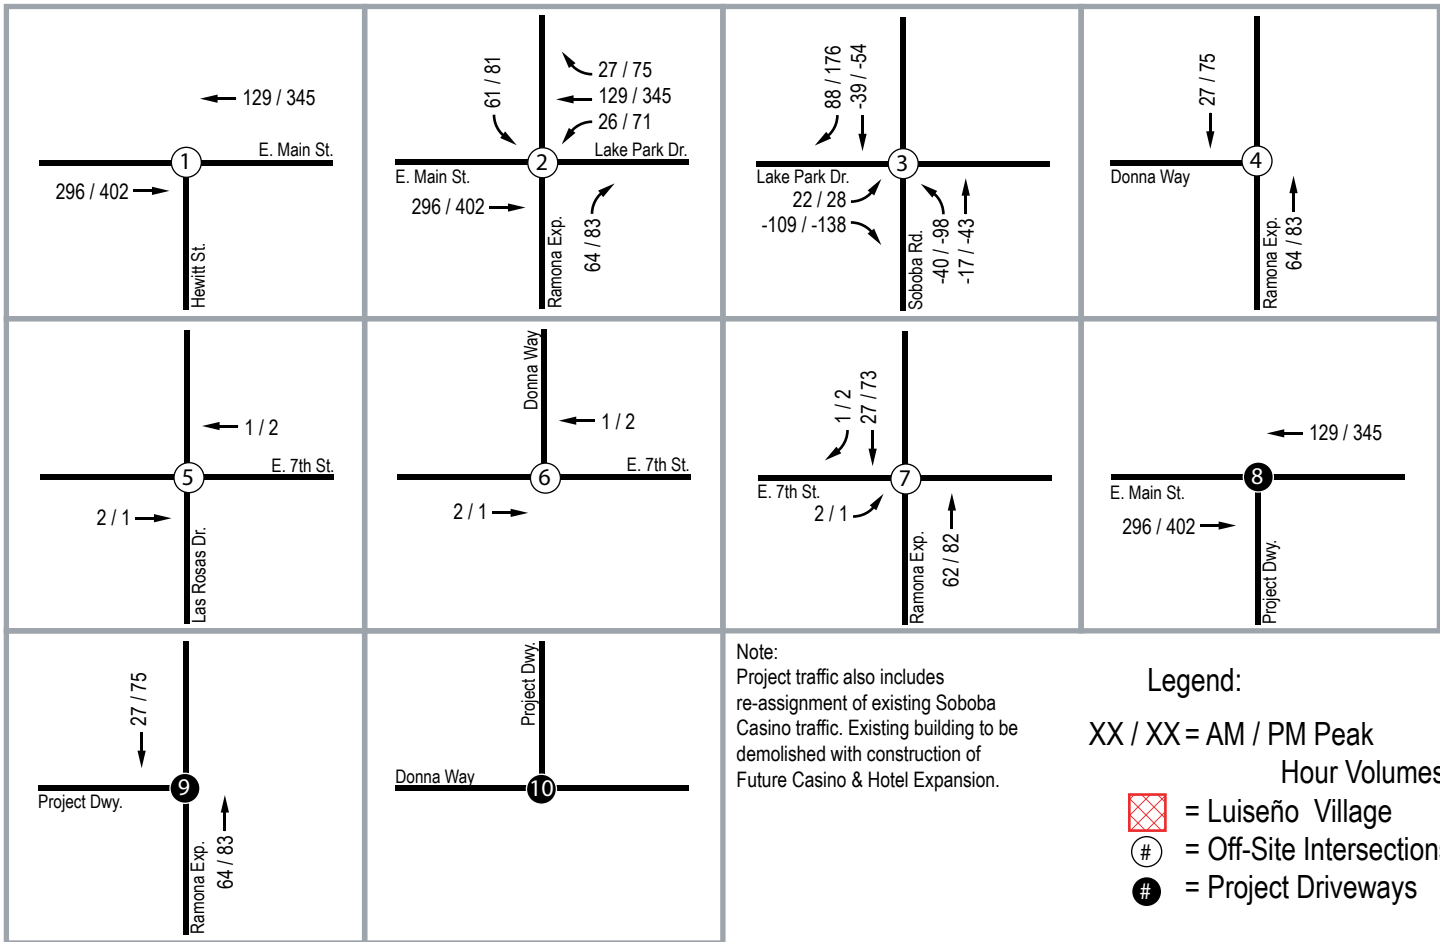 129 / 345
1
E. Main St.
296 / 402
Hewitt St.
61 / 81
27 / 75
129 / 345
26 / 71
2
Lake Park Dr.
E. Main St.
296 / 402
Ramona Exp.
64 / 83
88 / 176
-39 / -54
3
Lake Park Dr.
22 / 28
-109 / -138
Soboba Rd.
-40 / -98
-17 / -43
27 / 75
4
Donna Way
Ramona Exp.
64 / 83
1 / 2
5
E. 7th St.
2 / 1
Las Rosas Dr.
Donna Way
1 / 2
6
E. 7th St.
2 / 1
1 / 2
27 / 73
7
E. 7th St.
2 / 1
Ramona Exp.
62 / 82
129 / 345
8
E. Main St.
296 / 402
Project Dwy.
27 / 75
9
Project Dwy.
Ramona Exp.
64 / 83
Project Dwy.
Donna Way
10
Note:
Project traffic also includes
re-assignment of existing Soboba
Casino traffic. Existing building to be
demolished with construction of
Future Casino & Hotel Expansion.
Legend:
XX / XX = AM / PM Peak
Hour Volumes
= Luiseño Village
# = Off-Site Intersections
# = Project Driveways